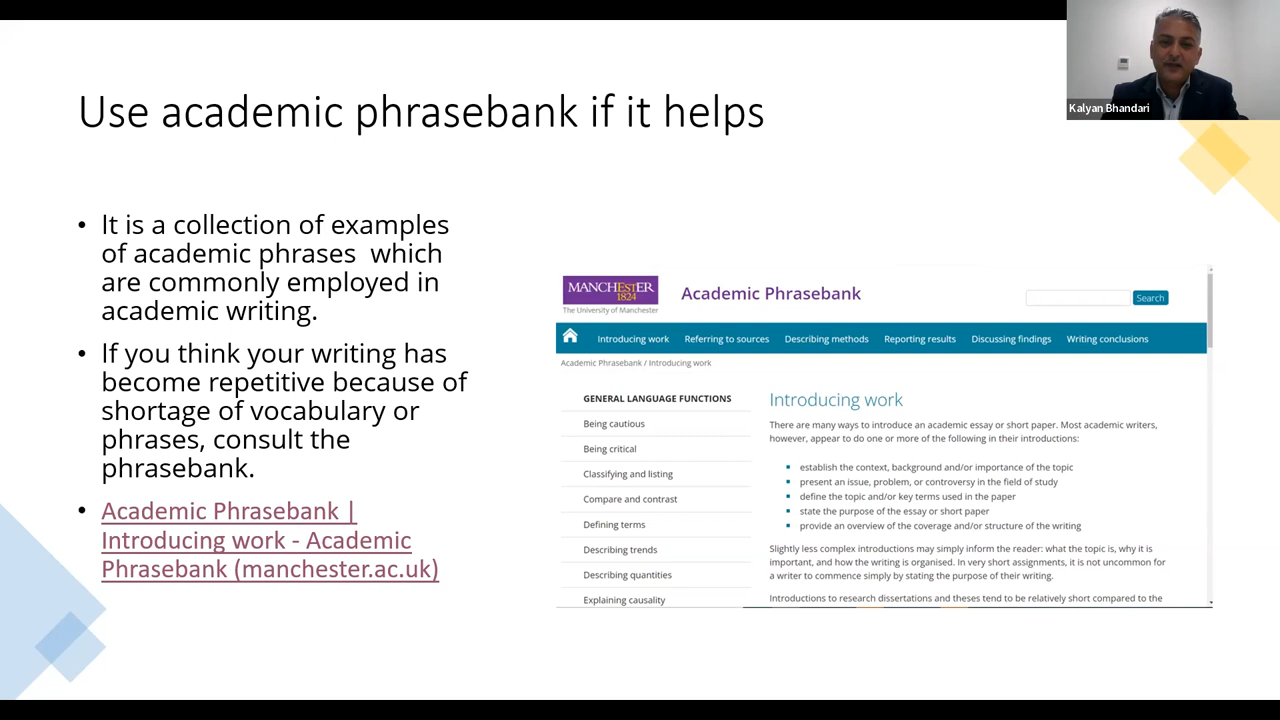 Kalyan Bhandari
Use academic phrasebank if it helps
• It is a collection of examples
of academic phrases which
are commonly employed in
academic writing.
• If you think your writing has
become repetitive because of
shortage of vocabulary or
phrases, consult the
phrasebank.
• Academic Phrasebank |
Introducing work - Academic
Phrasebank (manchester.ac.uk)
MANCHESTER
1824
The University of Manchester
Academic Phrasebank
Search
Introducing work Referring to sources Describing methods Reporting results Discussing findings Writing conclusions
Academic Phrasebank / Introducing work
GENERAL LANGUAGE FUNCTIONS
Being cautious
Being critical
Classifying and listing
Compare and contrast
Defining terms
Describing trends
Describing quantities
Explaining causality
Introducing work
There are many ways to introduce an academic essay or short paper. Most academic writers,
however, appear to do one or more of the following in their introductions:
establish the context, background and/or importance of the topic
present an issue, problem, or controversy in the field of study
define the topic and/or key terms used in the paper
state the purpose of the essay or short paper
provide an overview of the coverage and/or structure of the writing
Slightly less complex introductions may simply inform the reader: what the topic is, why it is
important, and how the writing is organised. In very short assignments, it is not uncommon for
a writer to commence simply by stating the purpose of their writing.
Introductions to research dissertations and theses tend to be relatively short compared to the